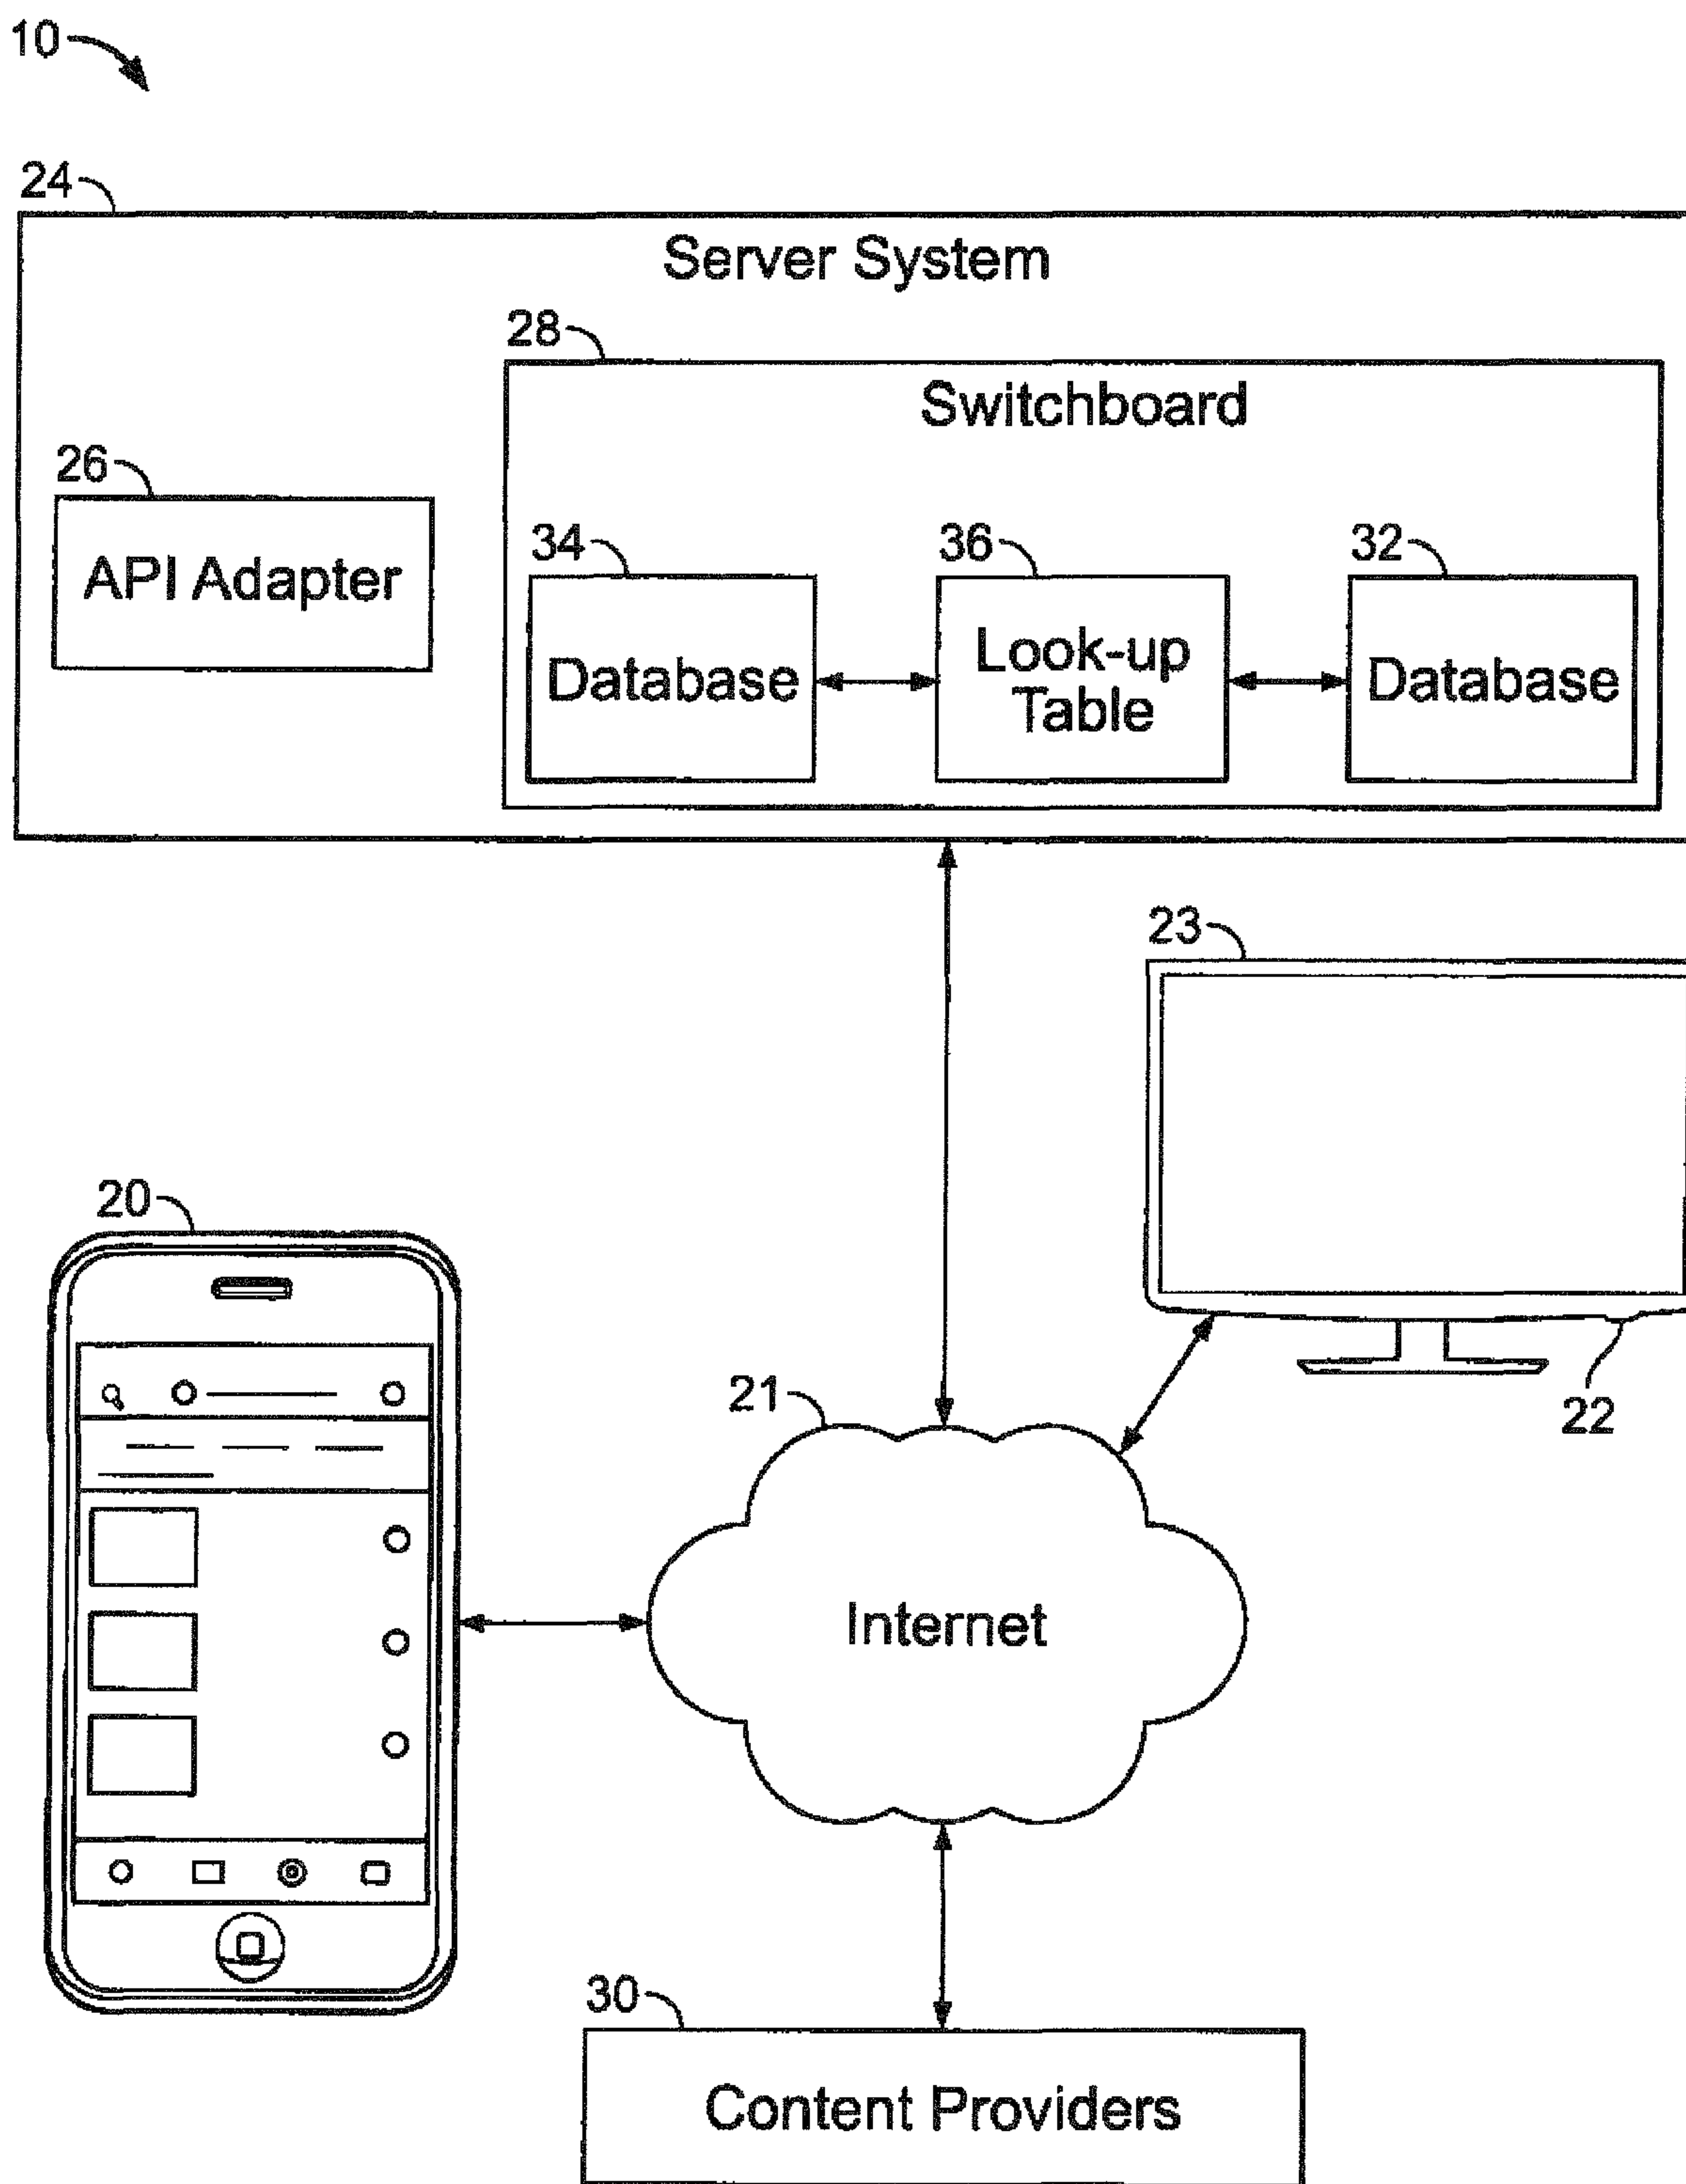 10
24
Server System
28
Switchboard
26
API Adapter
34
Database
36
Look-up
Table
32
Database
23
22
20
21
Internet
30
Content Providers